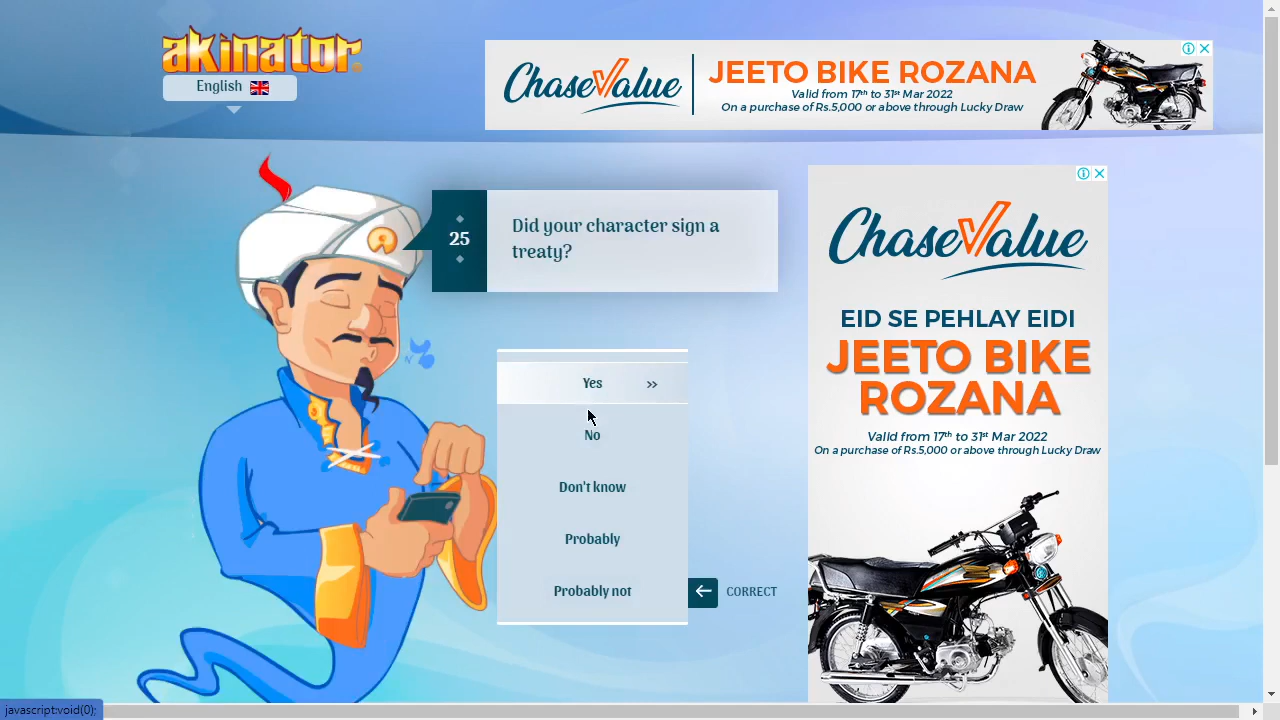 akinator
English
ChaseValue
JEETO BIKE ROZANA
Valid from 17th to 31st Mar 2022
On a purchase of Rs.5,000 or above through Lucky Draw
25
Did your character sign a
treaty?
Yes >>
No
Don't know
Probably
Probably not
CORRECT
ChaseValue
EID SE PEHLAY EIDI
JEETO BIKE
ROZANA
Valid from 17th to 31st Mar 2022
On a purchase of Rs.5,000 or above through Lucky Draw
javascript:void(0);